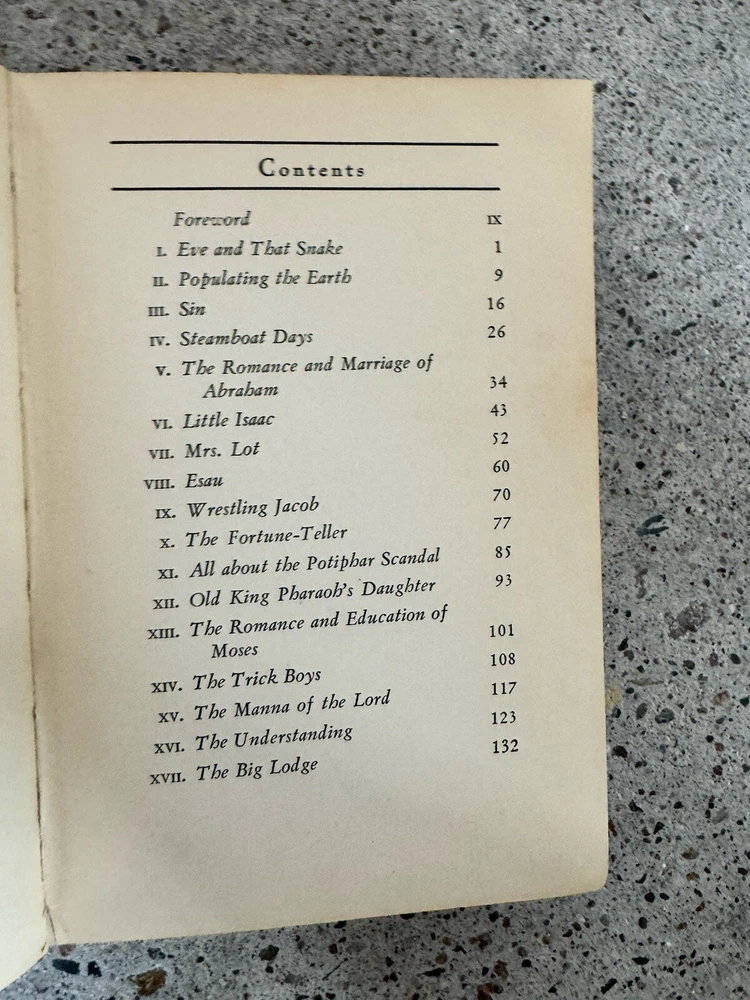 Contents
Foreword IX
I. Eve and That Snake 1
II. Populating the Earth 9
III. Sin 16
IV. Steamboat Days 26
V. The Romance and Marriage of
Abraham 34
VI. Little Isaac 43
VII. Mrs. Lot 52
VIII. Esau 60
IX. Wrestling Jacob 70
X. The Fortune-Teller 77
XI. All about the Potiphar Scandal 85
XII. Old King Pharaoh's Daughter 93
XIII. The Romance and Education of
Moses 101
XIV. The Trick Boys 108
XV. The Manna of the Lord 117
XVI. The Understanding 123
XVII. The Big Lodge 132